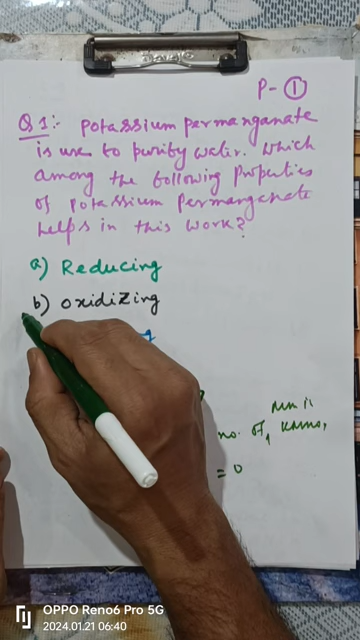 P- 1
Q1:- Potassium permanganate
is use to purity water. Which
among the following Properties
of Potassium Permanganate
helps in this work?
a) Reducing
b) oxidizing
no. of,
= 0
OPPO Reno6 Pro 5G
2024.01.21 06:40